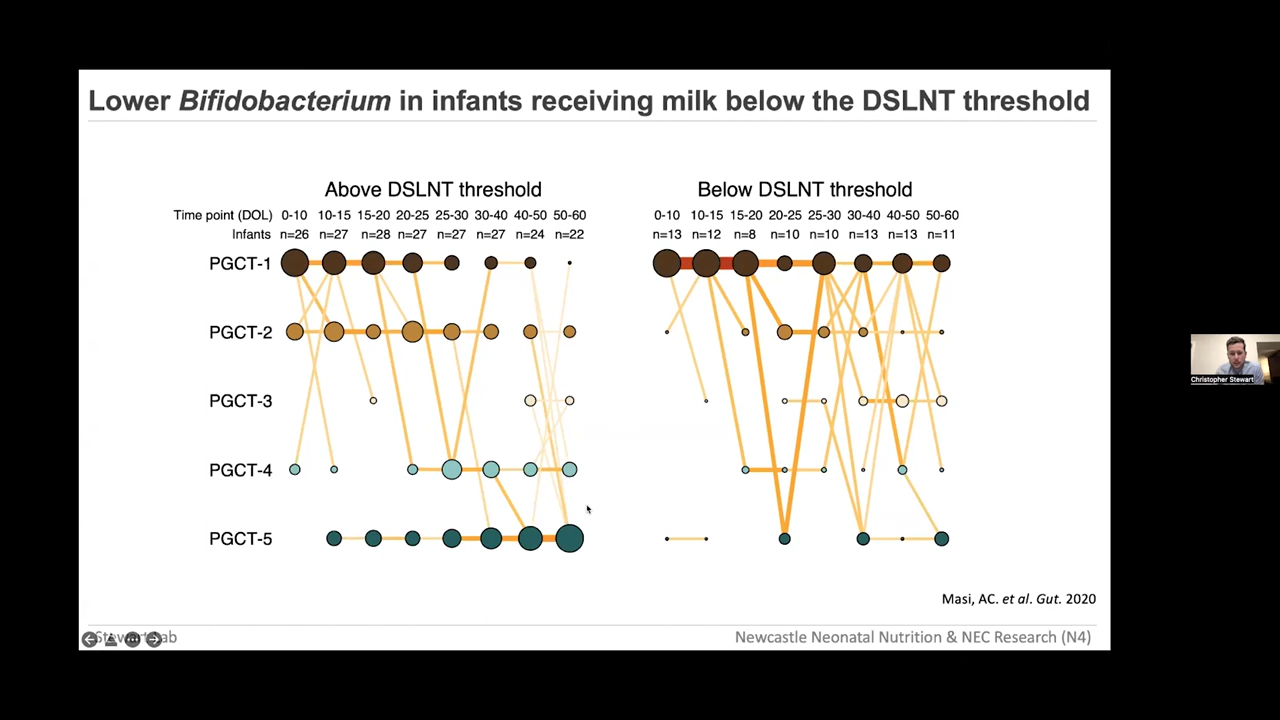 Lower Bifidobacterium in infants receiving milk below the DSLNT threshold
Above DSLNT threshold
Time point (DOL) 0-10 10-15 15-20 20-25 25-30 30-40 40-50 50-60
Infants n=26 n=27 n=28 n=27 n=27 n=27 n=24 n=22
Below DSLNT threshold
0-10 10-15 15-20 20-25 25-30 30-40 40-50 50-60
n=13 n=12 n=8 n=10 n=10 n=13 n=13 n=11
PGCT-1
PGCT-2
PGCT-3
PGCT-4
PGCT-5
Christopher Stewart
Masi, AC. et al. Gut. 2020
Stewart Lab
Newcastle Neonatal Nutrition & NEC Research (N4)